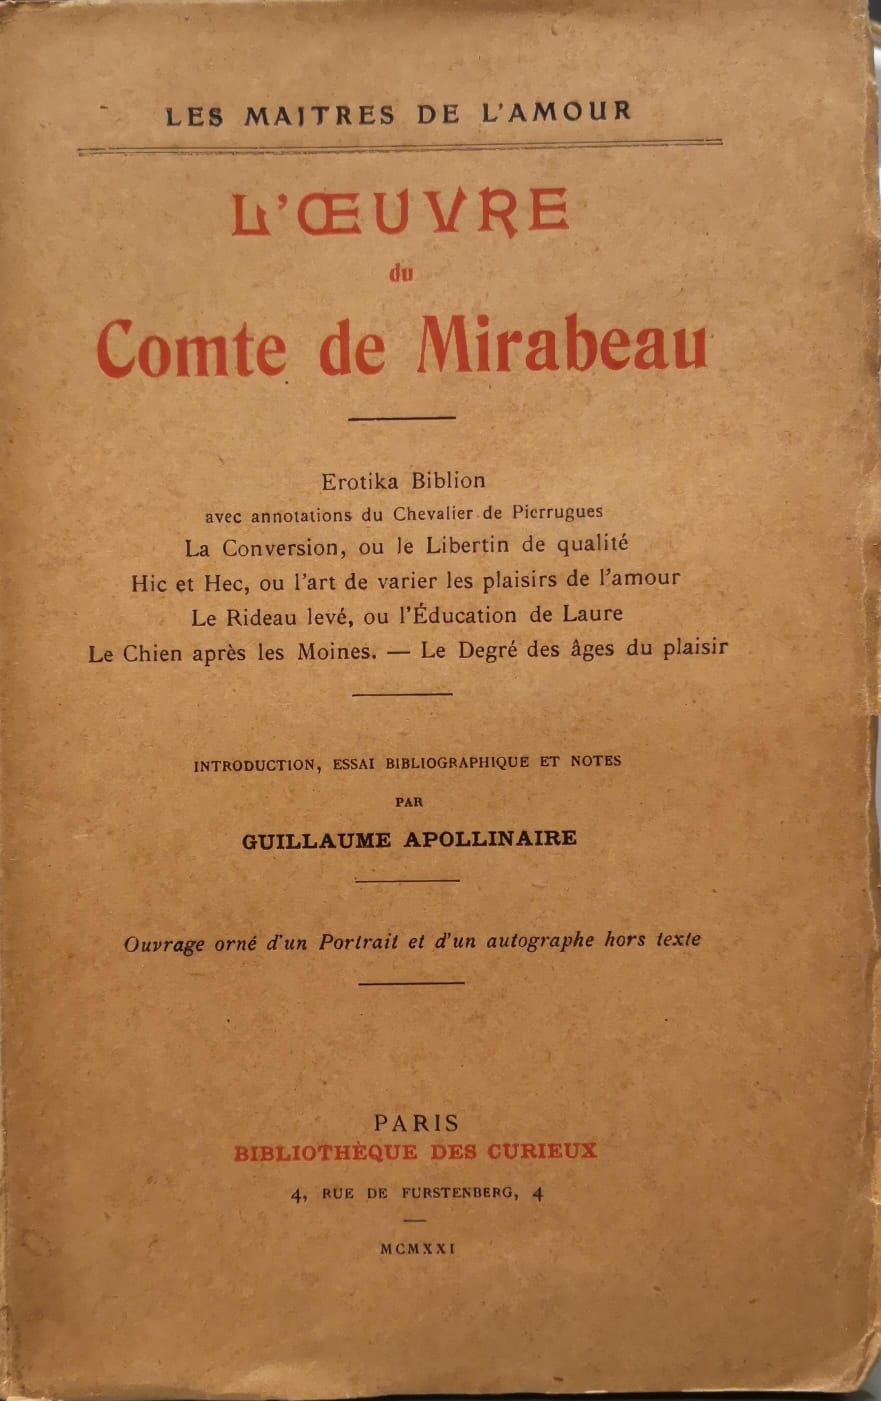 LES MAITRES DE L'AMOUR
L'ŒUVRE
du
Comte de Mirabeau
Erotika Biblion
avec annotations du Chevalier de Pierrugues
La Conversion, ou le Libertin de qualité
Hic et Hec, ou l'art de varier les plaisirs de l'amour
Le Rideau levé, ou l'Éducation de Laure
Le Chien après les Moines. — Le Degré des âges du plaisir
INTRODUCTION, ESSAI BIBLIOGRAPHIQUE ET NOTES
PAR
GUILLAUME APOLLINAIRE
Ouvrage orné d'un Portrait et d'un autographe hors texte
PARIS
BIBLIOTHÈQUE DES CURIEUX
4, RUE DE FURSTENBERG, 4
MCMXXI